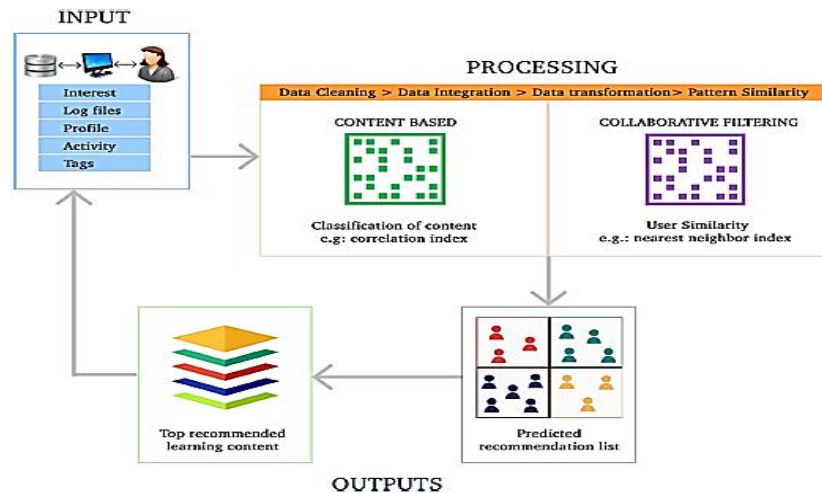 INPUT
Interest
Log files
Profile
Activity
Tags
PROCESSING
Data Cleaning > Data Integration > Data transformation> Pattern Similarity
CONTENT BASED
Classification of content
e.g: correlation index
COLLABORATIVE FILTERING
User Similarity
e.g.: nearest neighbor index
Top recommended
learning content
Predicted
recommendation list
OUTPUTS